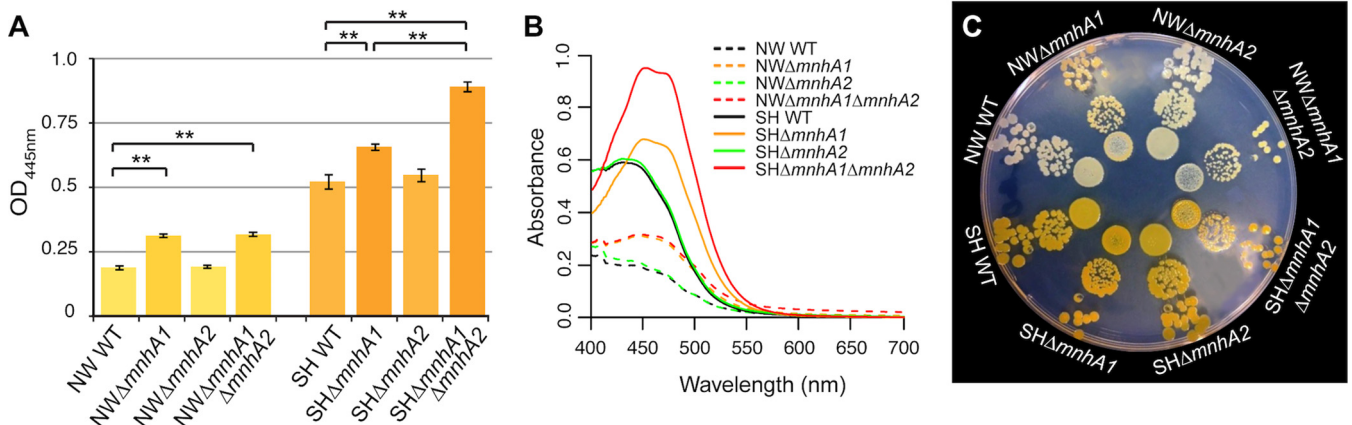 A
**
**
**
**
**
OD445nm
1.0
0.75
0.5
0.25
0
NW WT
NWΔmnhA1
NWΔmnhA2
NWΔmnhA1
ΔmnhA2
SH WT
SHΔmnhA1
SHΔmnhA2
SHΔmnhA1
ΔmnhA2
B
NW WT
NWΔmnhA1
NWΔmnhA2
NWΔmnhA1ΔmnhA2
SH WT
SHΔmnhA1
SHΔmnhA2
SHΔmnhA1ΔmnhA2
Absorbance
1.0
0.8
0.6
0.4
0.2
0.0
400 450 500 550 600 650 700
Wavelength (nm)
C
NWΔmnhA1
NWΔmnhA2
NWΔmnhA1
ΔmnhA2
NW WT
SH WT
SHΔmnhA1
ΔmnhA2
SHΔmnhA1
SHΔmnhA2